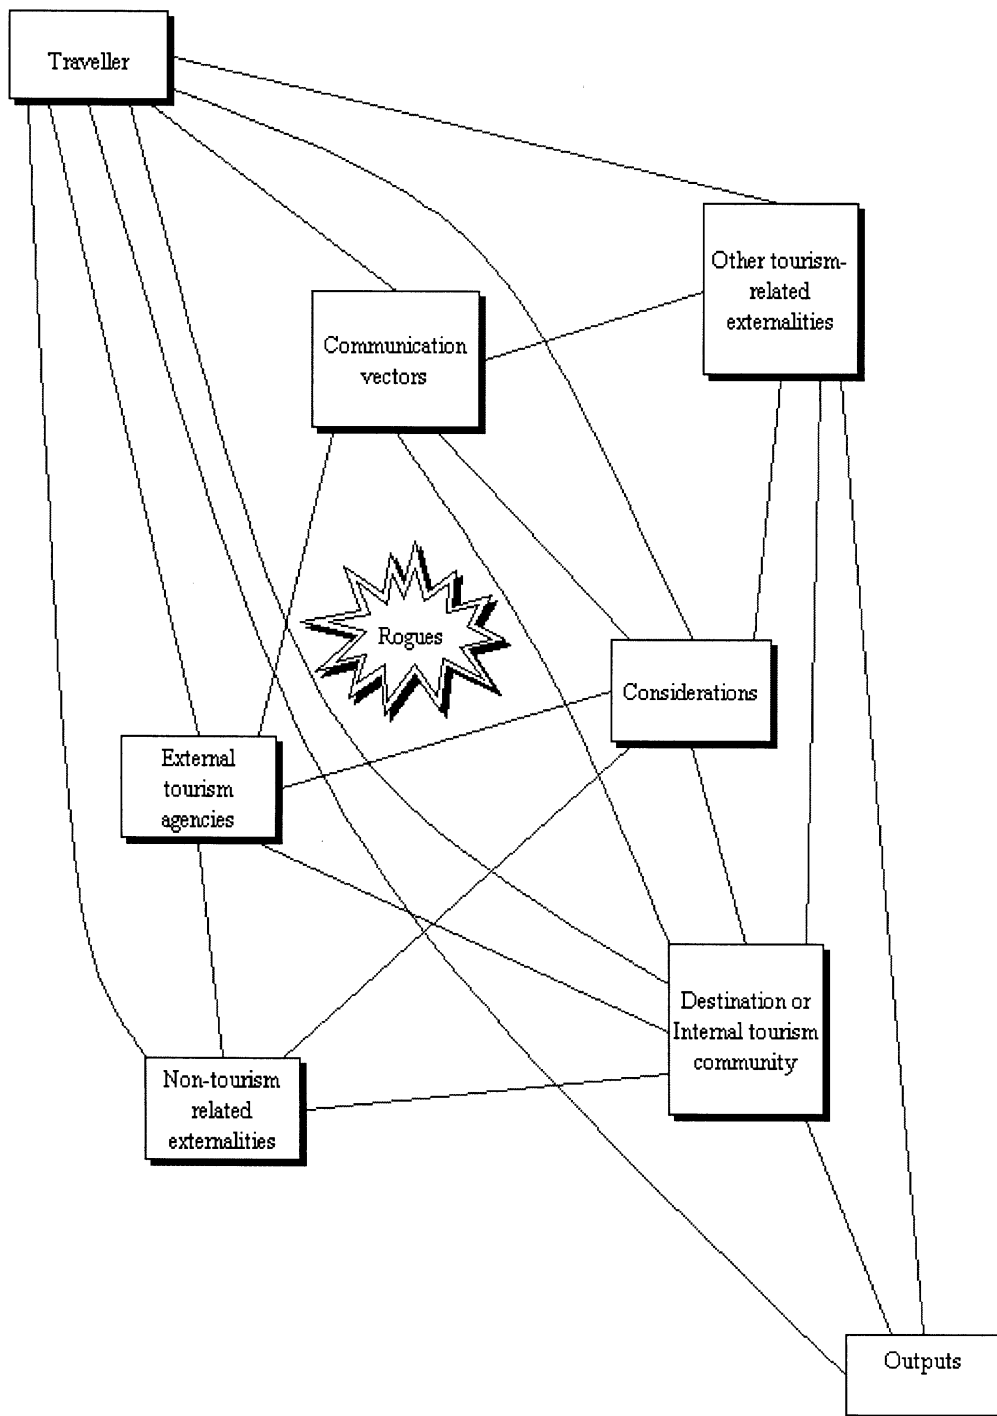 Traveller
Other tourism-
related
externalities
Communication
vectors
Rogues
Considerations
External
tourism
agencies
Destination or
Internal tourism
community
Non-tourism
related
externalities
Outputs